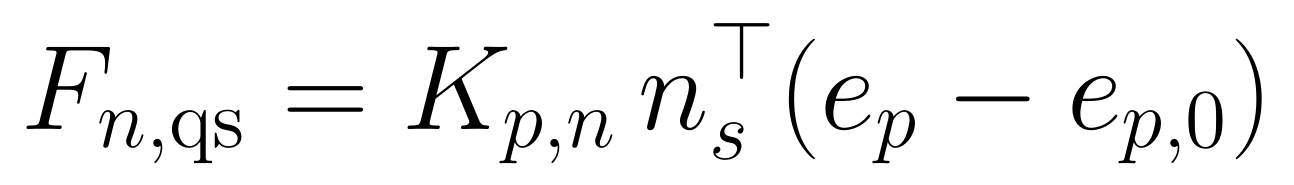 $F_{n,\mathrm{qs}} = K_{p,n} \, n_s^\top (e_p - e_{p,0})$